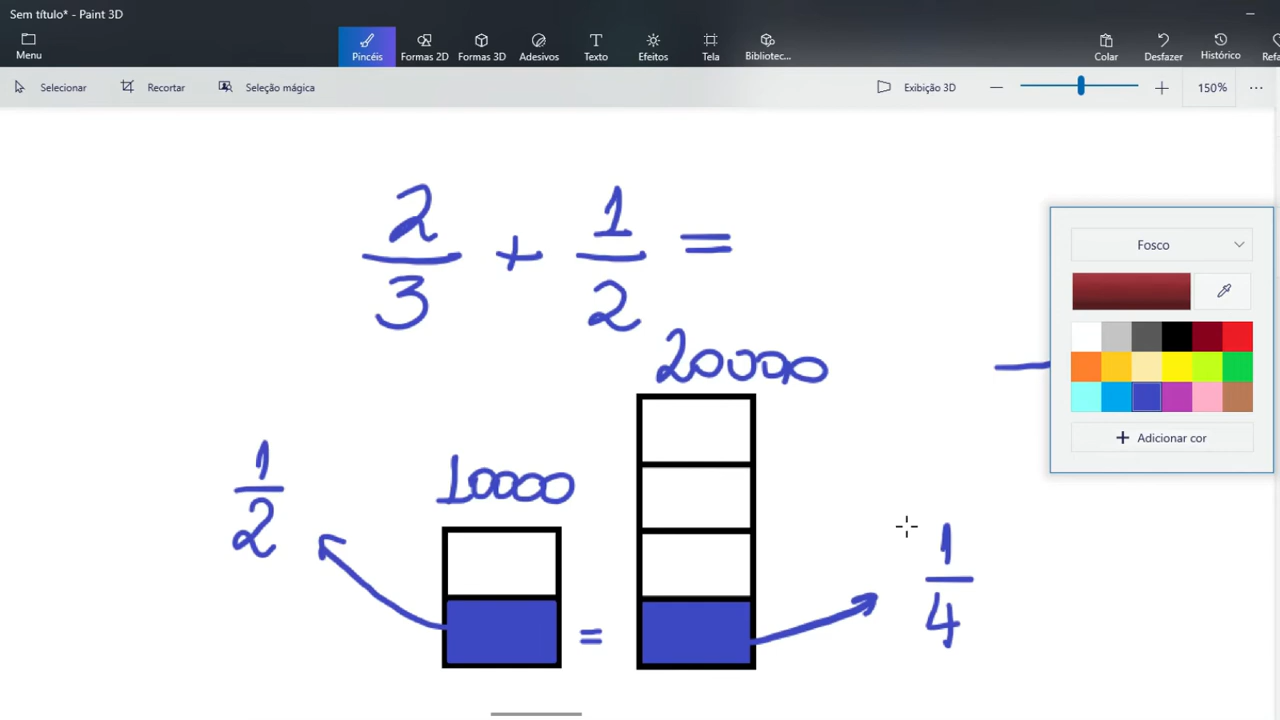 Sem título* - Paint 3D
Menu
Pincéis
Formas 2D
Formas 3D
Adesivos
Texto
Efeitos
Tela
Bibliotec...
Colar
Desfazer
Histórico
Refa
Selecionar
Recortar
Seleção mágica
Exibição 3D
150%
2/3 + 1/2 =
Fosco
Adicionar cor
20000
10000
1/2
=
1/4